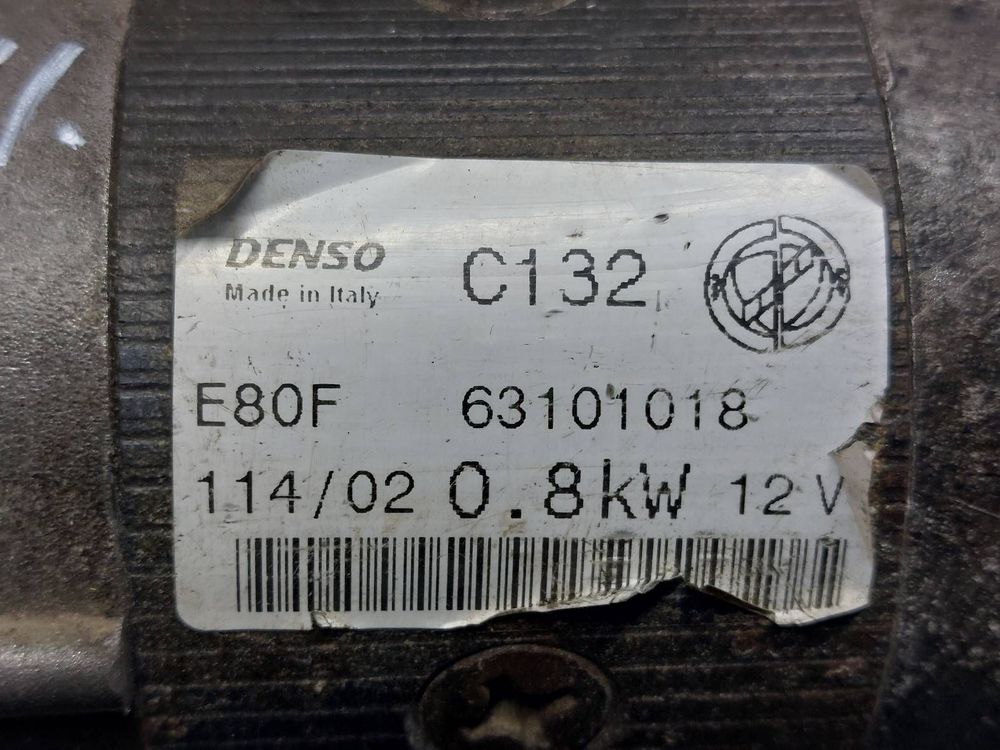 DENSO C132
Made in Italy
E80F 63101018
114/02 0.8kW 12V